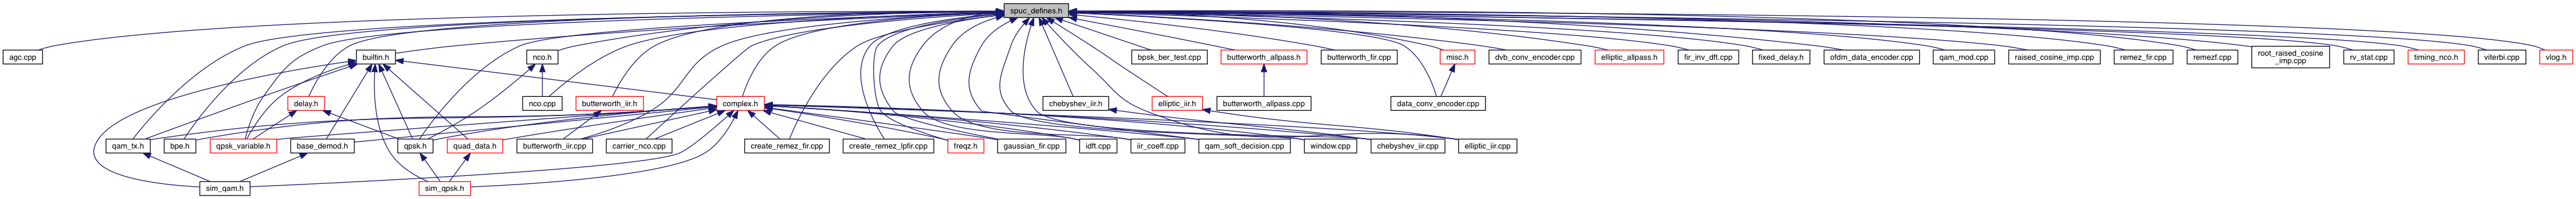 spuc_defines.h
agc.cpp
builtin.h
nco.h
bpsk_ber_test.cpp
butterworth_allpass.h
butterworth_fir.cpp
misc.h
dvb_conv_encoder.cpp
elliptic_allpass.h
fir_inv_dft.cpp
fixed_delay.h
ofdm_data_encoder.cpp
qam_mod.cpp
raised_cosine_imp.cpp
remez_fir.cpp
remezf.cpp
root_raised_cosine
_imp.cpp
rv_stat.cpp
timing_nco.h
viterbi.cpp
vlog.h
delay.h
nco.cpp
butterworth_iir.h
complex.h
chebyshev_iir.h
elliptic_iir.h
butterworth_allpass.cpp
data_conv_encoder.cpp
qam_tx.h
bpe.h
qpsk_variable.h
base_demod.h
qpsk.h
quad_data.h
butterworth_iir.cpp
carrier_nco.cpp
create_remez_fir.cpp
create_remez_lpfir.cpp
freqz.h
gaussian_fir.cpp
idft.cpp
iir_coeff.cpp
qam_soft_decision.cpp
window.cpp
chebyshev_iir.cpp
elliptic_iir.cpp
sim_qam.h
sim_qpsk.h